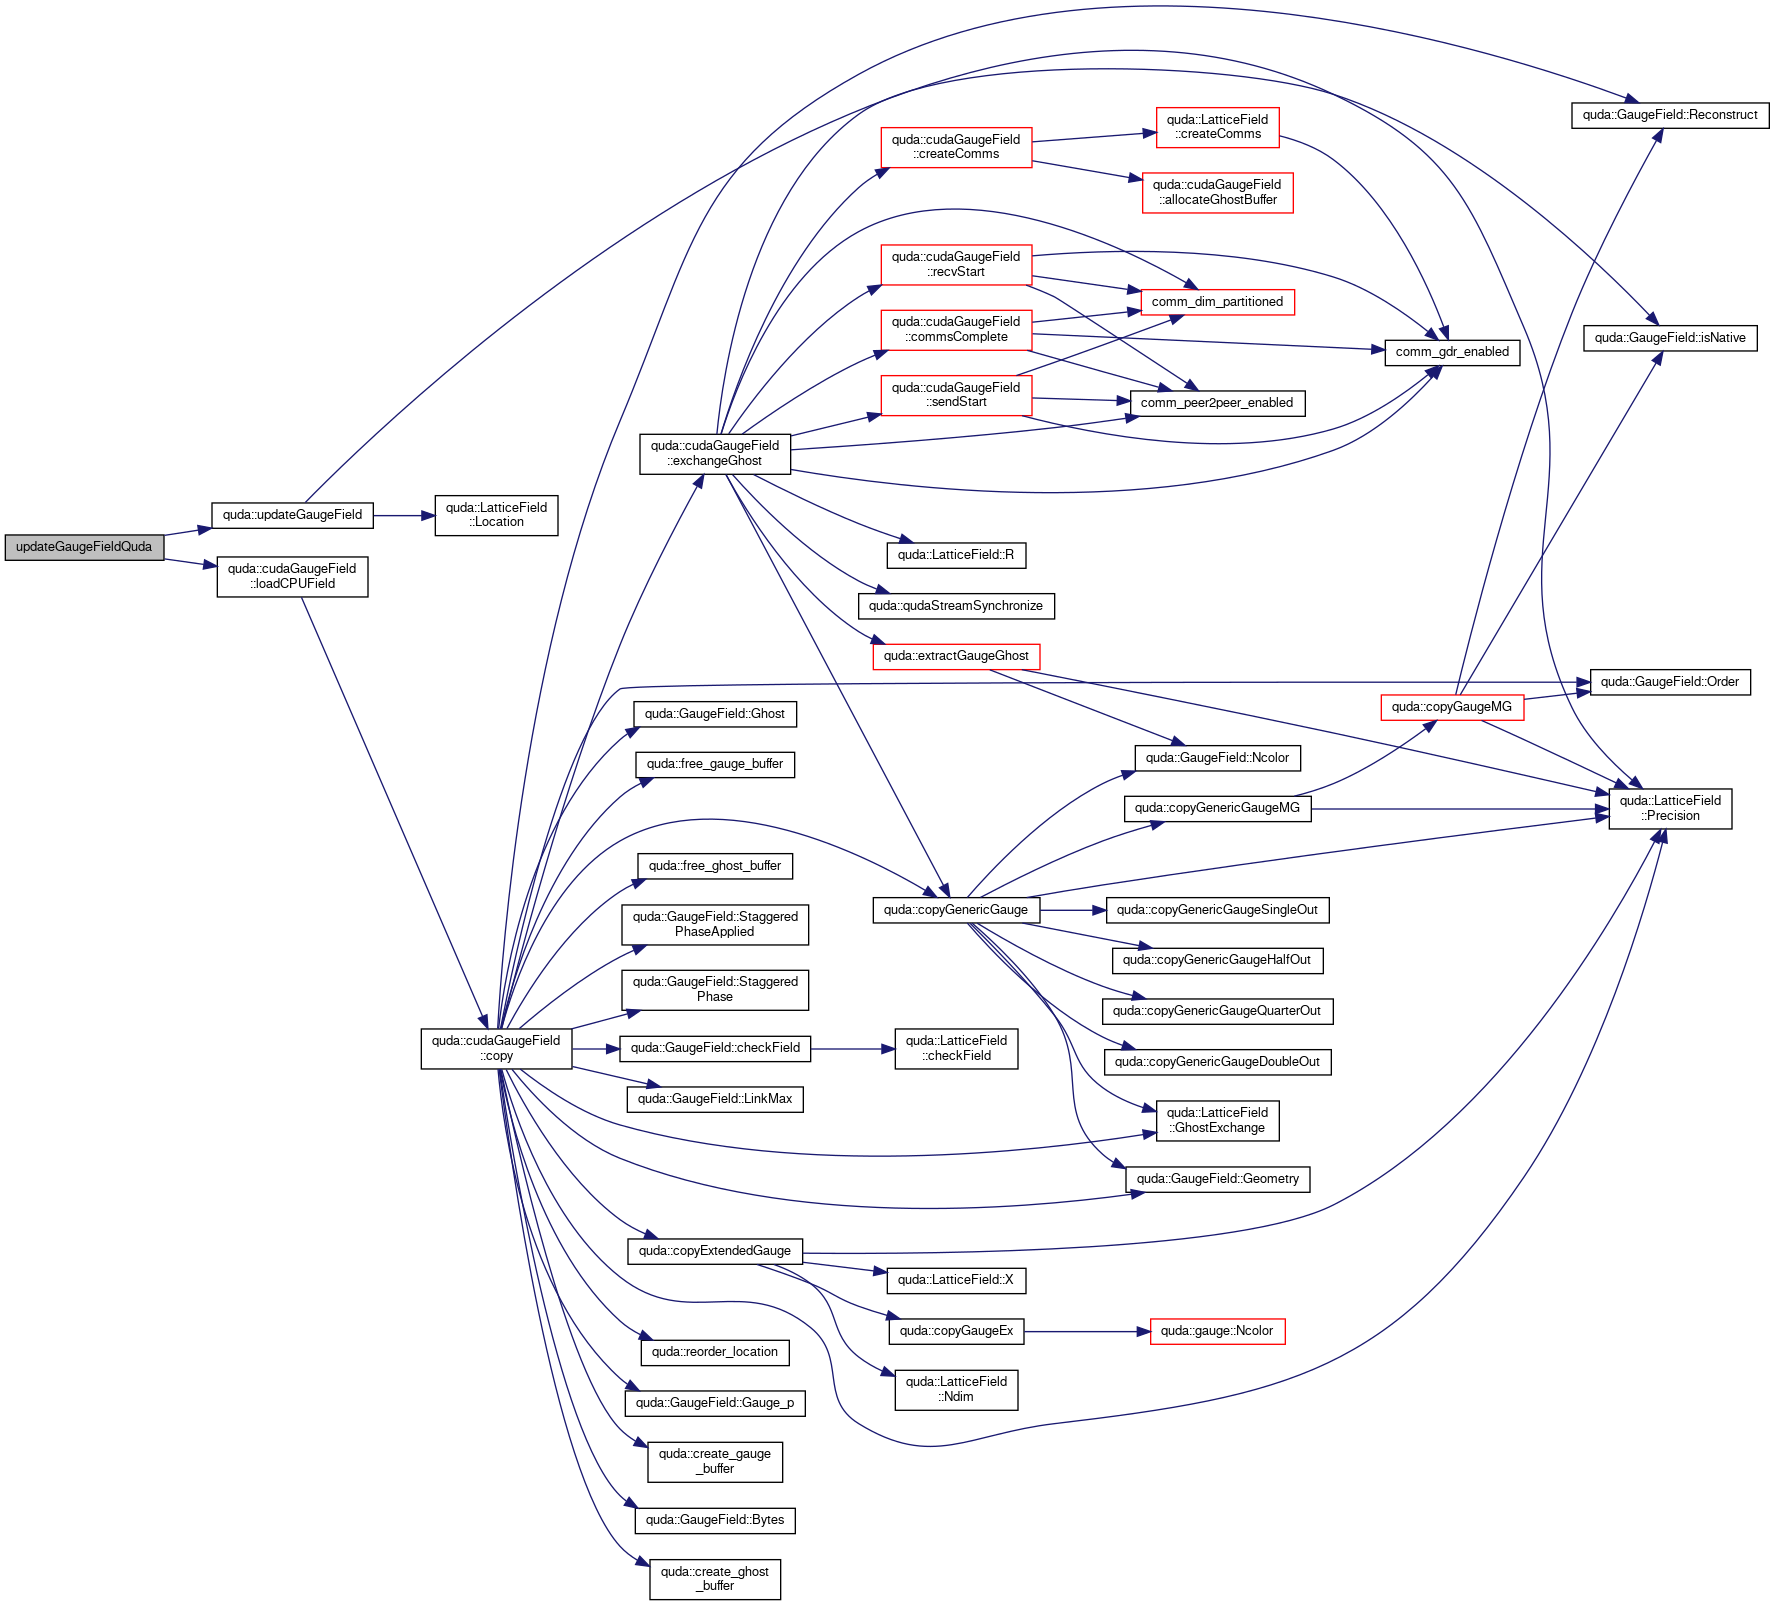 updateGaugeFieldQuda
quda::updateGaugeField
quda::cudaGaugeField
::loadCPUField
quda::LatticeField
::Location
quda::cudaGaugeField
::copy
quda::cudaGaugeField
::exchangeGhost
quda::GaugeField::Ghost
quda::free_gauge_buffer
quda::free_ghost_buffer
quda::GaugeField::Staggered
PhaseApplied
quda::GaugeField::Staggered
Phase
quda::GaugeField::checkField
quda::GaugeField::LinkMax
quda::copyExtendedGauge
quda::reorder_location
quda::GaugeField::Gauge_p
quda::create_gauge
_buffer
quda::GaugeField::Bytes
quda::create_ghost
_buffer
quda::cudaGaugeField
::createComms
quda::cudaGaugeField
::recvStart
quda::cudaGaugeField
::commsComplete
quda::cudaGaugeField
::sendStart
quda::LatticeField::R
quda::qudaStreamSynchronize
quda::extractGaugeGhost
quda::copyGenericGauge
quda::LatticeField
::checkField
quda::LatticeField::X
quda::copyGaugeEx
quda::LatticeField
::Ndim
quda::LatticeField
::createComms
quda::cudaGaugeField
::allocateGhostBuffer
comm_dim_partitioned
comm_peer2peer_enabled
quda::GaugeField::Ncolor
quda::copyGenericGaugeMG
quda::copyGenericGaugeSingleOut
quda::copyGenericGaugeHalfOut
quda::copyGenericGaugeQuarterOut
quda::copyGenericGaugeDoubleOut
quda::LatticeField
::GhostExchange
quda::GaugeField::Geometry
quda::gauge::Ncolor
comm_gdr_enabled
quda::copyGaugeMG
quda::GaugeField::Reconstruct
quda::GaugeField::isNative
quda::GaugeField::Order
quda::LatticeField
::Precision